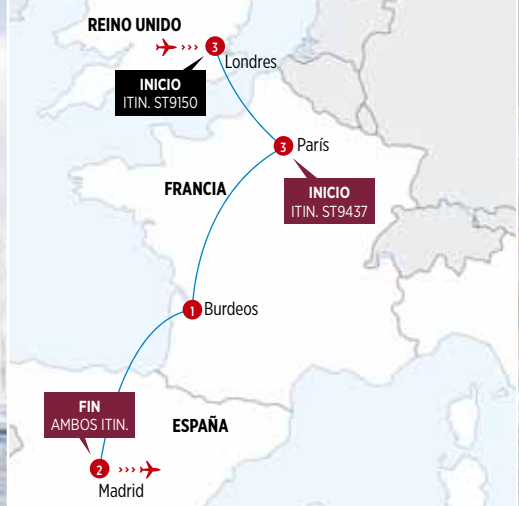 REINO UNIDO
3
Londres
INICIO
ITIN. ST9150
3
París
FRANCIA
INICIO
ITIN. ST9437
1
Burdeos
FIN
AMBOS ITIN.
ESPAÑA
2
Madrid